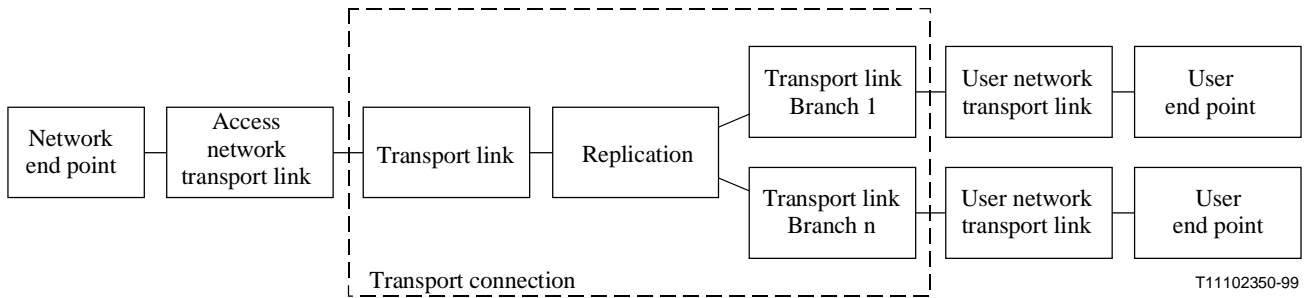 Network
end point
Access
network
transport link
Transport link
Replication
Transport link
Branch 1
User network
transport link
User
end point
Transport link
Branch n
User network
transport link
User
end point
Transport connection
T11102350-99